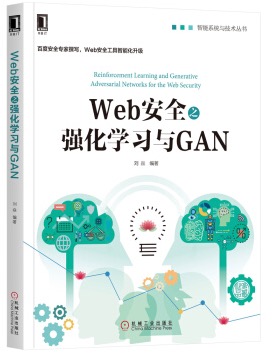 智能系统与技术丛书
百度安全专家撰写，Web安全工具智能化升级
Reinforcement Learning and Generative
Adversarial Networks for the Web Security
Web安全之
强化学习与GAN
刘焱 编著
机械工业出版社
China Machine Press
Web安全之强化学习与GAN
刘焱 编著
机械工业出版社